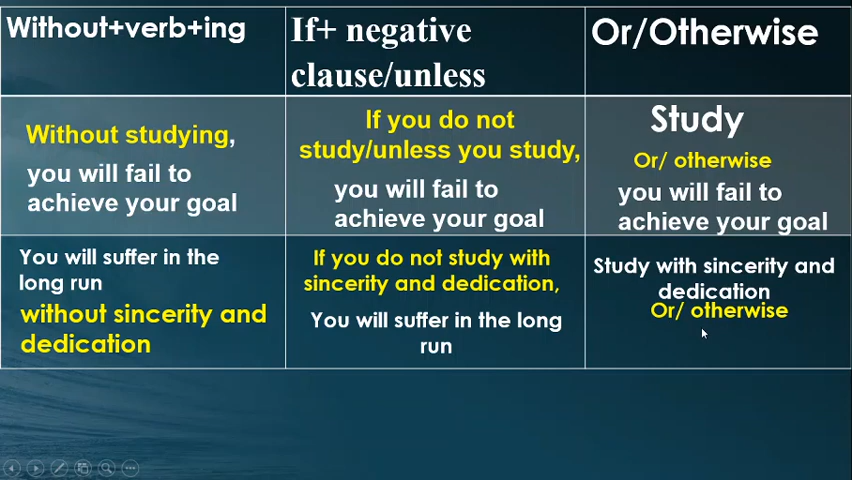 Without+verb+ing
If+ negative
clause/unless
Or/Otherwise
Without studying,
you will fail to
achieve your goal
If you do not
study/unless you study,
you will fail to
achieve your goal
Study
Or/ otherwise
you will fail to
achieve your goal
You will suffer in the
long run
without sincerity and
dedication
If you do not study with
sincerity and dedication,
You will suffer in the long
run
Study with sincerity and
dedication
Or/ otherwise